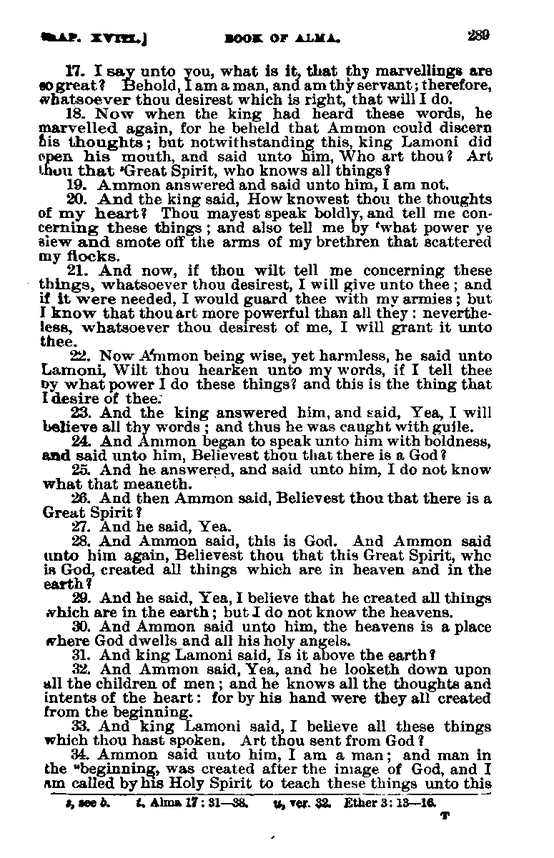 CHAP. XVIII.] BOOK OF ALMA. 289
17. I say unto you, what is it, that thy marvellings are
so great? Behold, I am a man, and am thy servant; therefore,
whatsoever thou desirest which is right, that will I do.
18. Now when the king had heard these words, he
marvelled again, for he beheld that Ammon could discern
his thoughts; but notwithstanding this, king Lamoni did
open his mouth, and said unto him, Who art thou? Art
thou that ˢGreat Spirit, who knows all things?
19. Ammon answered and said unto him, I am not.
20. And the king said, How knowest thou the thoughts
of my heart? Thou mayest speak boldly, and tell me con-
cerning these things; and also tell me by ᵗwhat power ye
slew and smote off the arms of my brethren that scattered
my flocks.
21. And now, if thou wilt tell me concerning these
things, whatsoever thou desirest, I will give unto thee; and
if it were needed, I would guard thee with my armies; but
I know that thou art more powerful than all they: neverthe-
less, whatsoever thou desirest of me, I will grant it unto
thee.
22. Now Ammon being wise, yet harmless, he said unto
Lamoni, Wilt thou hearken unto my words, if I tell thee
by what power I do these things? and this is the thing that
I desire of thee.
23. And the king answered him, and said, Yea, I will
believe all thy words; and thus he was caught with guile.
24. And Ammon began to speak unto him with boldness,
and said unto him, Believest thou that there is a God?
25. And he answered, and said unto him, I do not know
what that meaneth.
26. And then Ammon said, Believest thou that there is a
Great Spirit?
27. And he said, Yea.
28. And Ammon said, this is God. And Ammon said
unto him again, Believest thou that this Great Spirit, who
is God, created all things which are in heaven and in the
earth?
29. And he said, Yea, I believe that he created all things
which are in the earth; but I do not know the heavens.
30. And Ammon said unto him, the heavens is a place
where God dwells and all his holy angels.
31. And king Lamoni said, Is it above the earth?
32. And Ammon said, Yea, and he looketh down upon
all the children of men; and he knows all the thoughts and
intents of the heart: for by his hand were they all created
from the beginning.
33. And king Lamoni said, I believe all these things
which thou hast spoken. Art thou sent from God?
34. Ammon said unto him, I am a man; and man in
the ᵘbeginning, was created after the image of God, and I
am called by his Holy Spirit to teach these things unto this
s, see b. t, Alma 17: 31—38. u, ver. 32. Ether 3: 13—16.
T